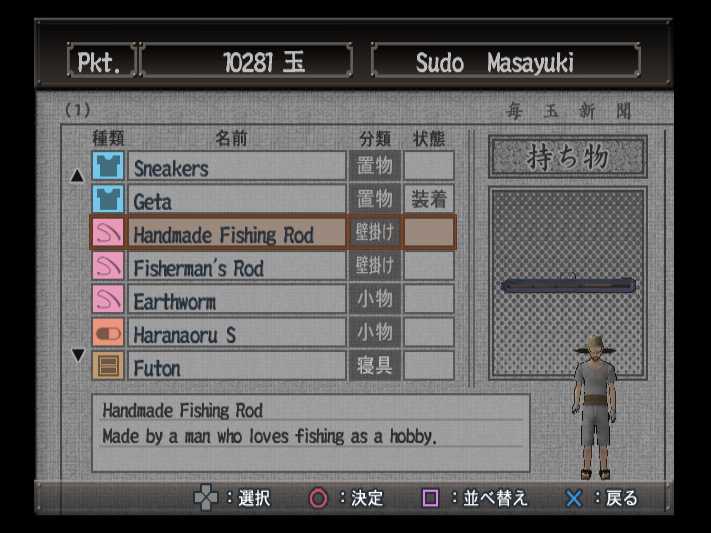 Pkt. 10281 玉 Sudo Masayuki
(1) 毎玉新聞
種類 名前 分類 状態
持ち物
Sneakers 置物
Geta 置物 装着
Handmade Fishing Rod 壁掛け
Fisherman's Rod 壁掛け
Earthworm 小物
Haranaoru S 小物
Futon 寝具
Handmade Fishing Rod
Made by a man who loves fishing as a hobby.
：選択 ：決定 ：並べ替え ：戻る